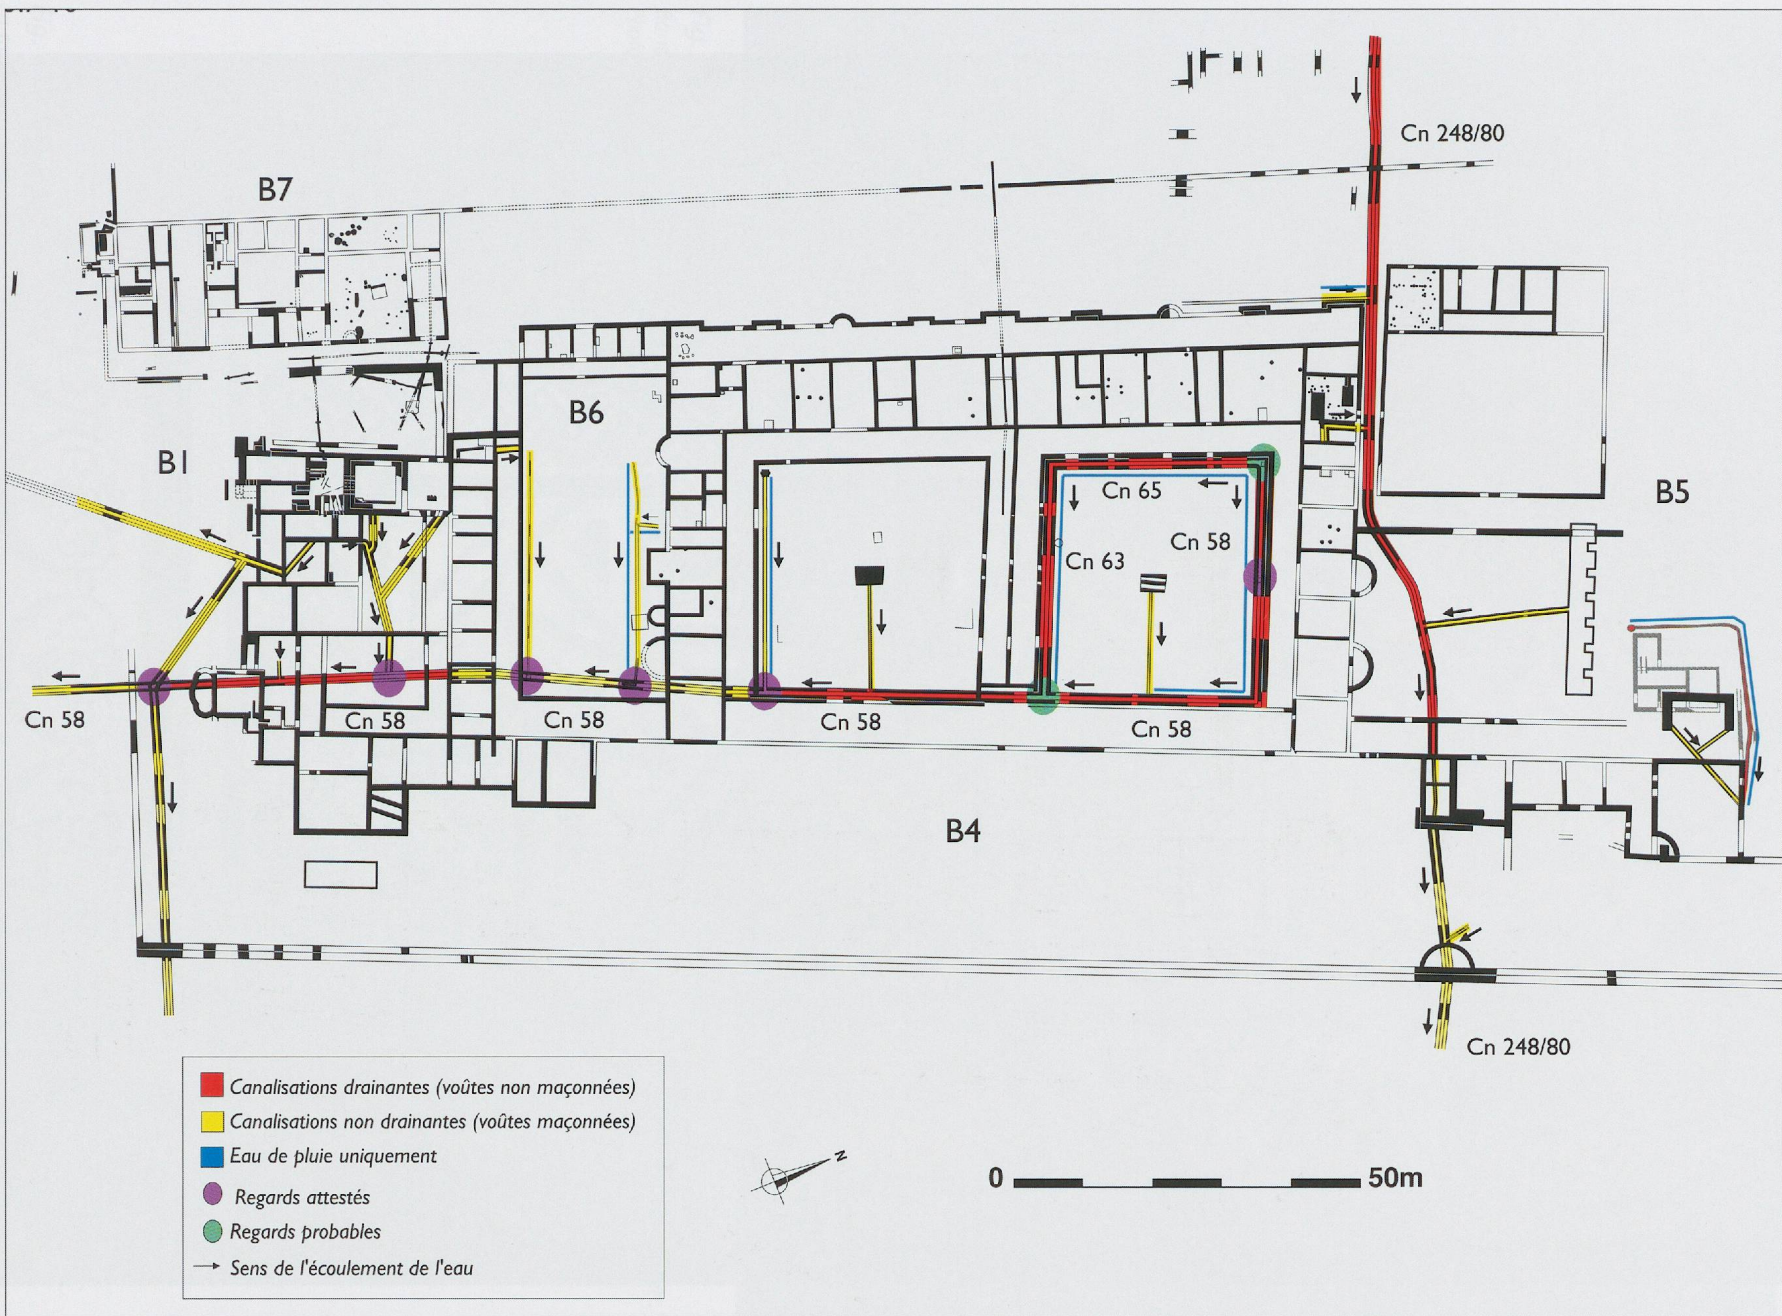 Cn 248/80
B7
B6
B1
Cn 65
B5
Cn 58
Cn 63
Cn 58
Cn 58
Cn 58
Cn 58
Cn 58
B4
Cn 248/80
Canalisations drainantes (voûtes non maçonnées)
Canalisations non drainantes (voûtes maçonnées)
Eau de pluie uniquement
Regards attestés
Regards probables
Sens de l'écoulement de l'eau
N
0 50m